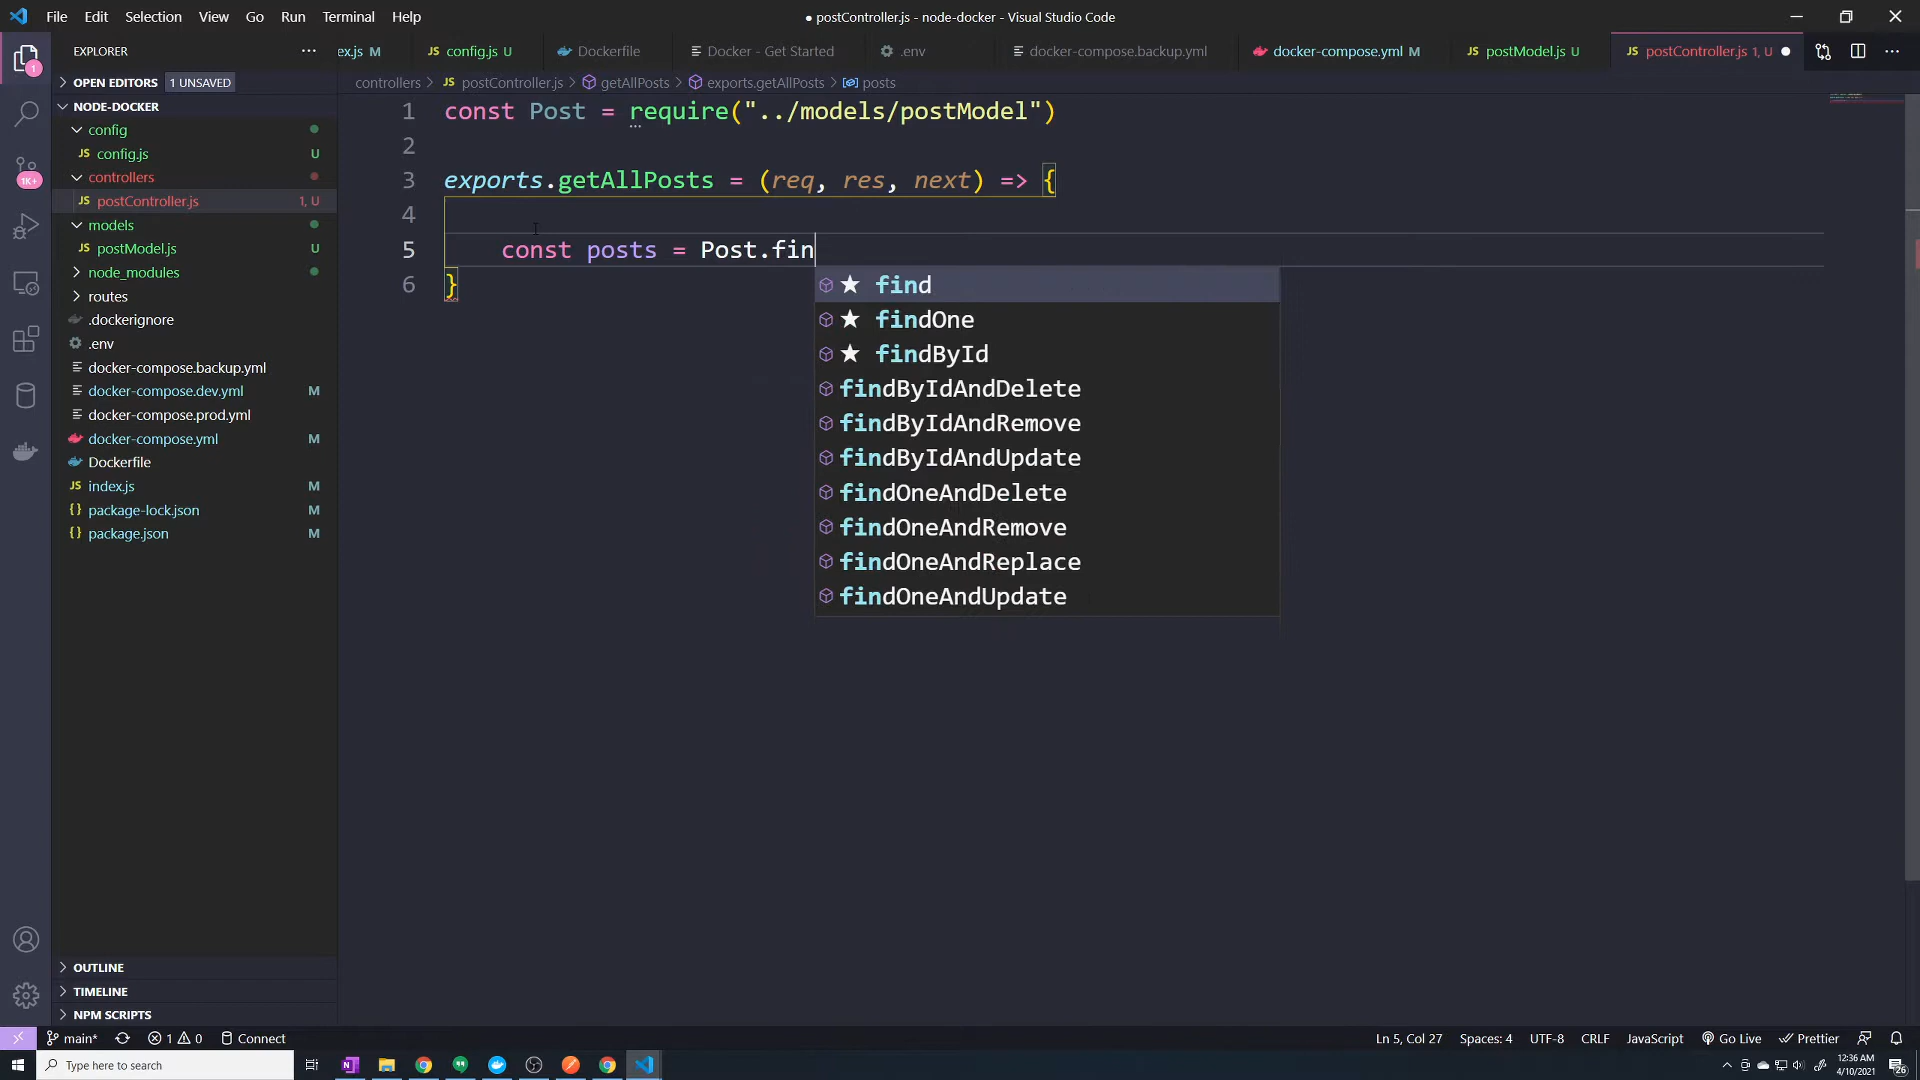 File Edit Selection View Go Run Terminal Help
● postController.js - node-docker - Visual Studio Code
EXPLORER
ex.js M
config.js U
Dockerfile
Docker - Get Started
.env
docker-compose.backup.yml
docker-compose.yml M
postModel.js U
postController.js 1, U
OPEN EDITORS 1 UNSAVED
controllers > postController.js > getAllPosts > exports.getAllPosts > posts
NODE-DOCKER
config
config.js U
controllers
postController.js 1, U
models
postModel.js U
node_modules
routes
.dockerignore
.env
docker-compose.backup.yml
docker-compose.dev.yml M
docker-compose.prod.yml
docker-compose.yml M
Dockerfile
index.js M
package-lock.json M
package.json M
1 const Post = require("../models/postModel")
2
3 exports.getAllPosts = (req, res, next) => {
4
5 const posts = Post.fin
6 }
★ find
★ findOne
★ findById
findByIdAndDelete
findByIdAndRemove
findByIdAndUpdate
findOneAndDelete
findOneAndRemove
findOneAndReplace
findOneAndUpdate
OUTLINE
TIMELINE
NPM SCRIPTS
1
1K+
main* 1 0 Connect
Ln 5, Col 27 Spaces: 4 UTF-8 CRLF JavaScript Go Live Prettier
Type here to search
12:36 AM
4/10/2021
26